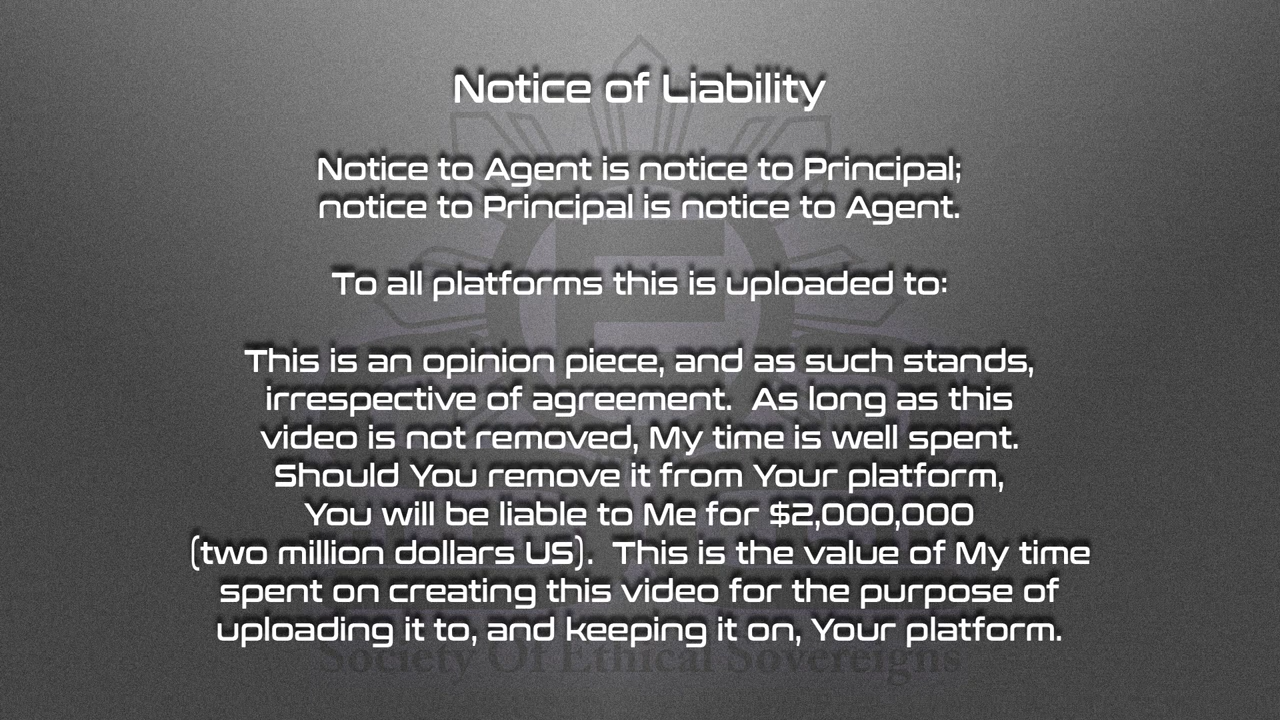 Notice of Liability
Notice to Agent is notice to Principal;
notice to Principal is notice to Agent.
To all platforms this is uploaded to:
This is an opinion piece, and as such stands,
irrespective of agreement.  As long as this
video is not removed, My time is well spent.
Should You remove it from Your platform,
You will be liable to Me for $2,000,000
(two million dollars US).  This is the value of My time
spent on creating this video for the purpose of
uploading it to, and keeping it on, Your platform.
Society Of Ethical Sovereigns